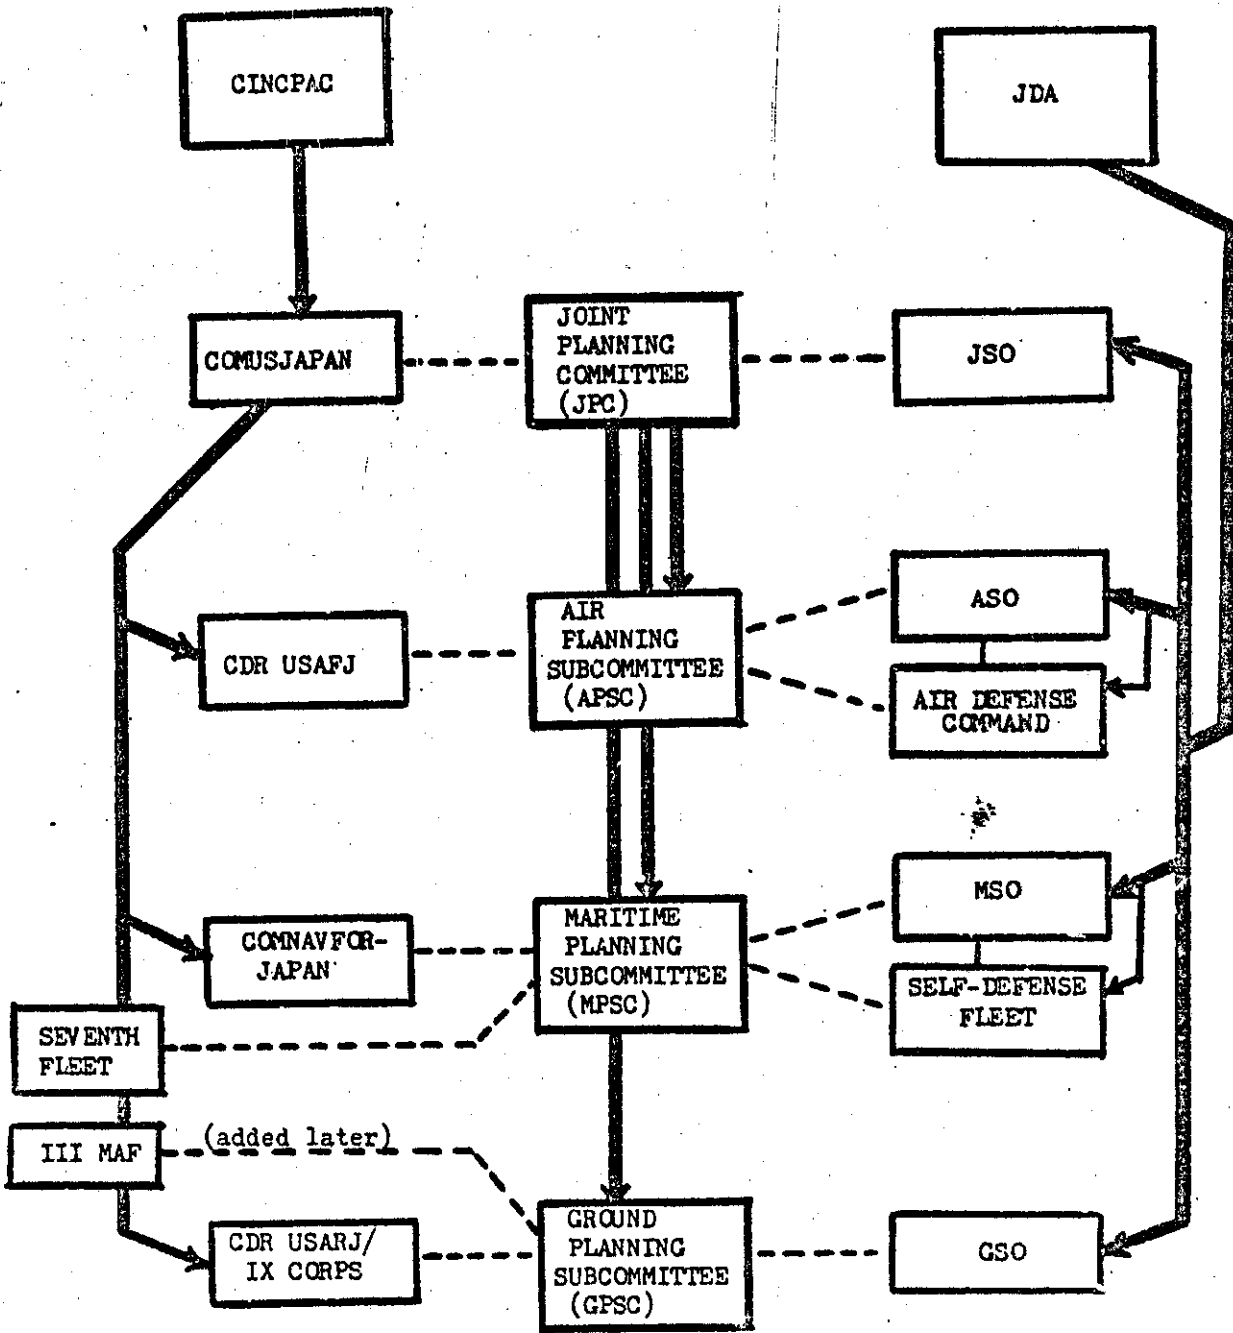 CINCPAC
JDA
COMUSJAPAN
JOINT
PLANNING
COMMITTEE
(JPC)
JSO
CDR USAFJ
AIR
PLANNING
SUBCOMMITTEE
(APSC)
ASO
AIR DEFENSE
COMMAND
COMNAVFOR-
JAPAN
MARITIME
PLANNING
SUBCOMMITTEE
(MPSC)
MSO
SELF-DEFENSE
FLEET
SEVENTH
FLEET
III MAF
(added later)
CDR USARJ/
IX CORPS
GROUND
PLANNING
SUBCOMMITTEE
(GPSC)
GSO